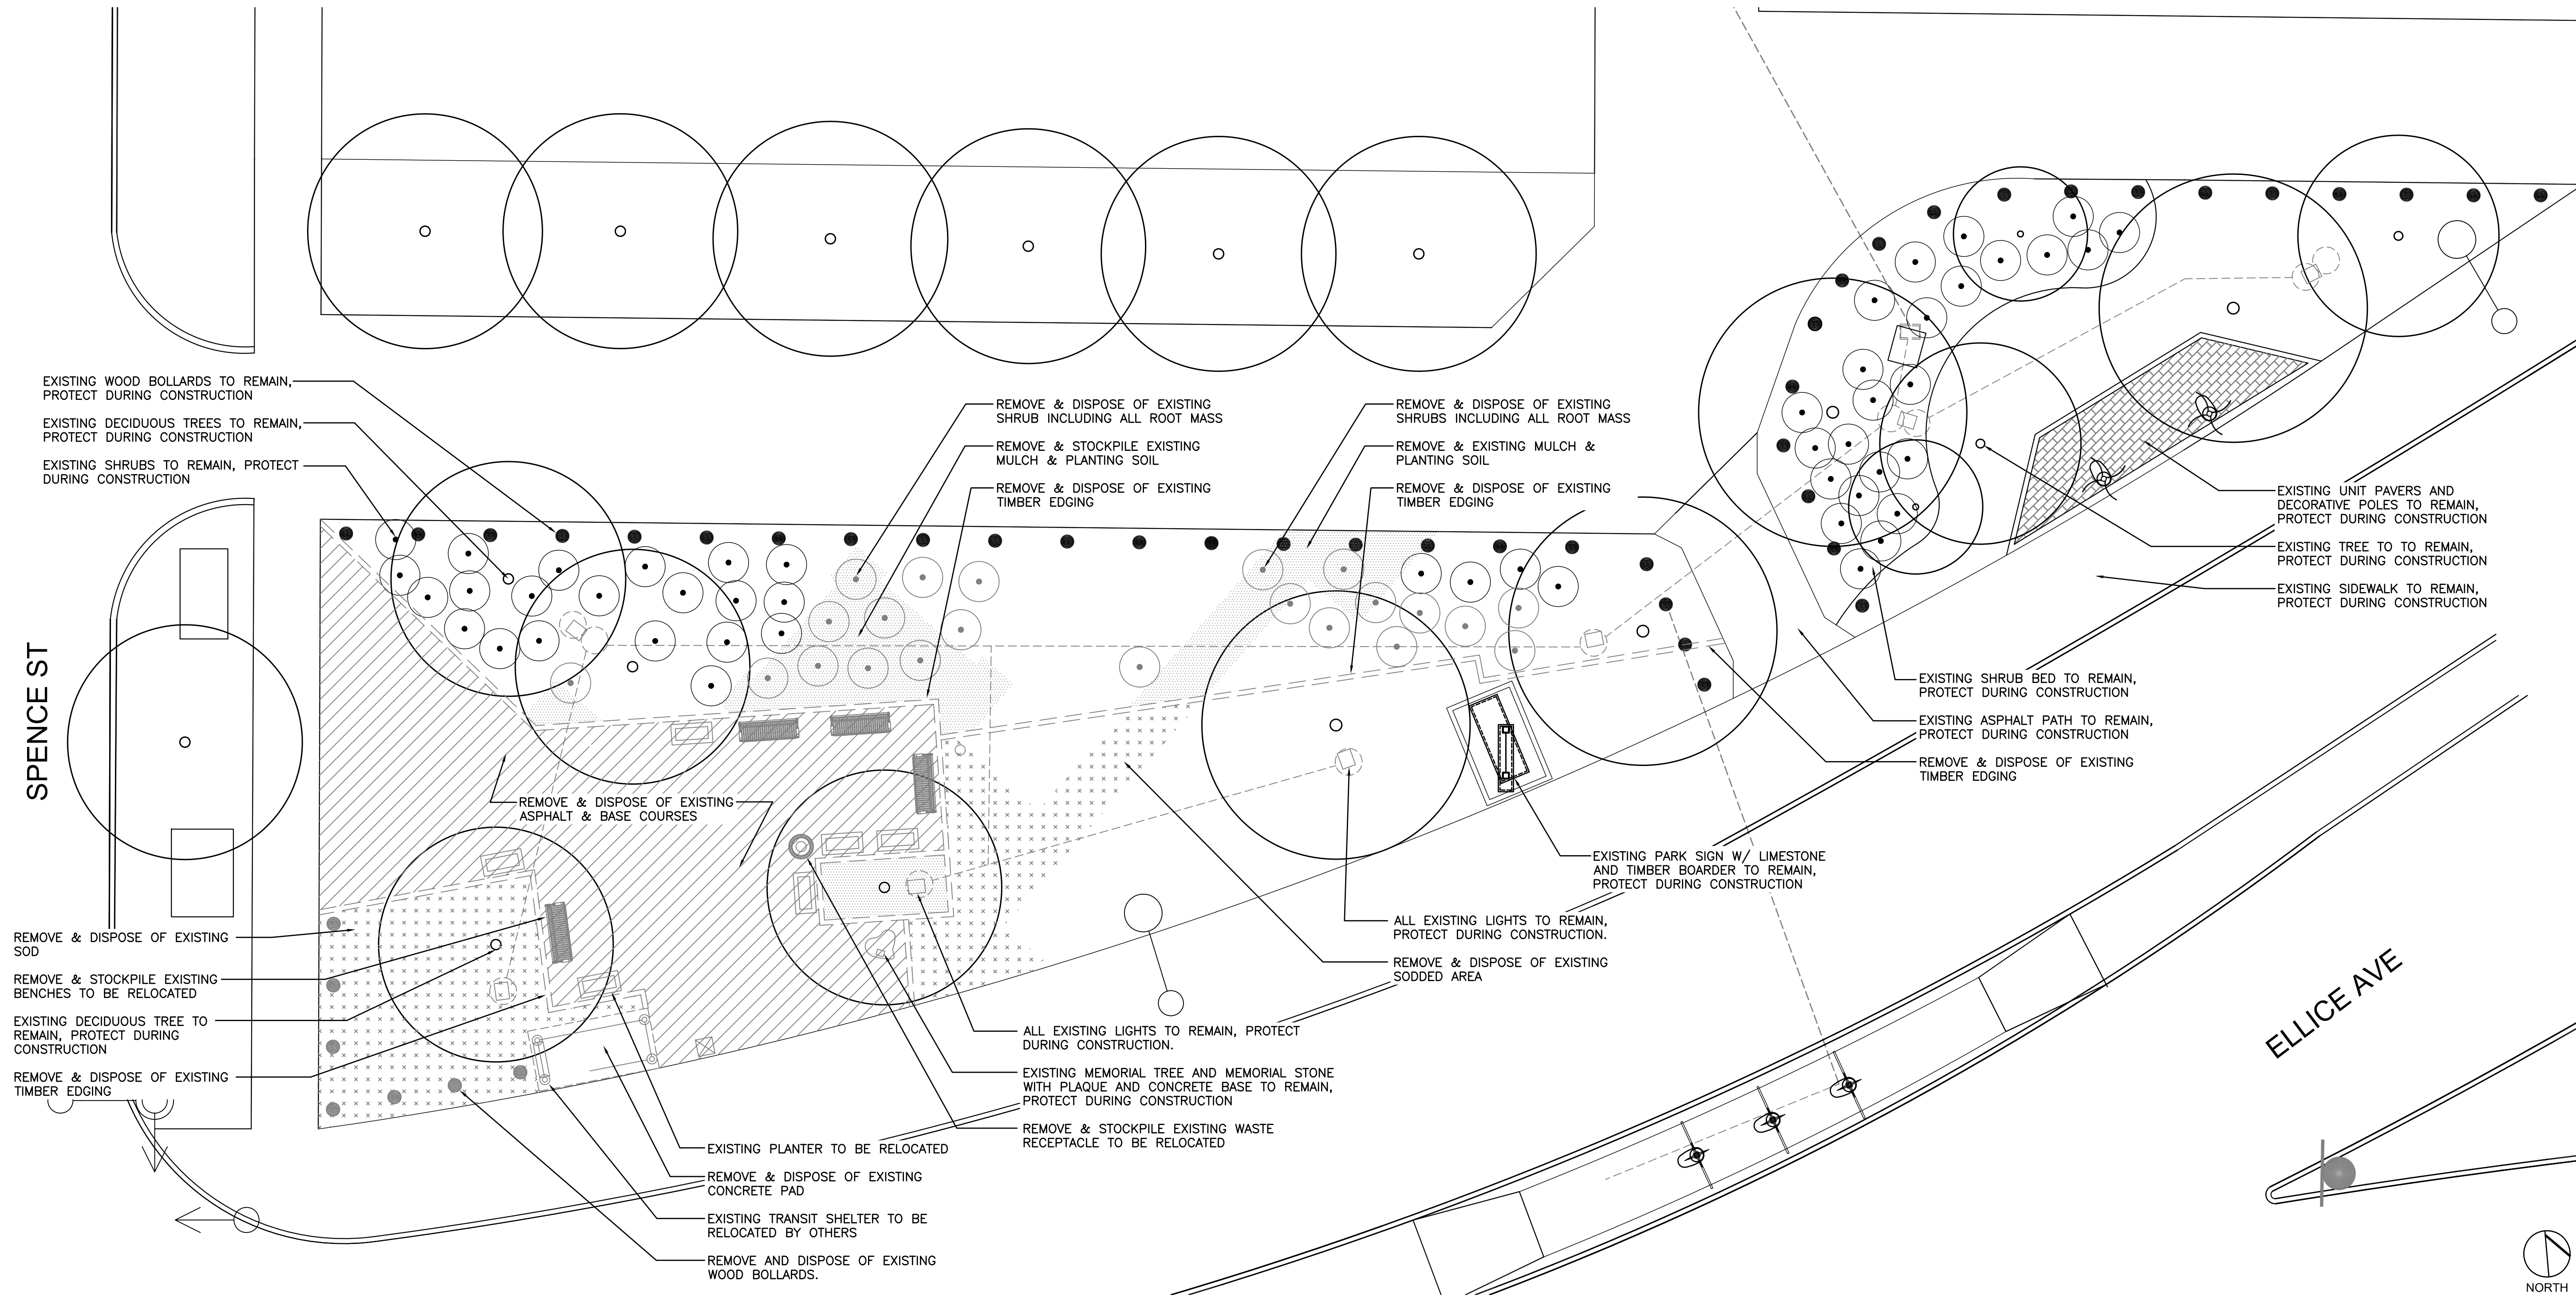 EXISTING WOOD BOLLARDS TO REMAIN,
PROTECT DURING CONSTRUCTION
EXISTING DECIDUOUS TREES TO REMAIN,
PROTECT DURING CONSTRUCTION
EXISTING SHRUBS TO REMAIN, PROTECT
DURING CONSTRUCTION
REMOVE & DISPOSE OF EXISTING
SHRUB INCLUDING ALL ROOT MASS
REMOVE & STOCKPILE EXISTING
MULCH & PLANTING SOIL
REMOVE & DISPOSE OF EXISTING
TIMBER EDGING
REMOVE & DISPOSE OF EXISTING
SHRUBS INCLUDING ALL ROOT MASS
REMOVE & EXISTING MULCH &
PLANTING SOIL
REMOVE & DISPOSE OF EXISTING
TIMBER EDGING
EXISTING UNIT PAVERS AND
DECORATIVE POLES TO REMAIN,
PROTECT DURING CONSTRUCTION
EXISTING TREE TO TO REMAIN,
PROTECT DURING CONSTRUCTION
EXISTING SIDEWALK TO REMAIN,
PROTECT DURING CONSTRUCTION
EXISTING SHRUB BED TO REMAIN,
PROTECT DURING CONSTRUCTION
EXISTING ASPHALT PATH TO REMAIN,
PROTECT DURING CONSTRUCTION
REMOVE & DISPOSE OF EXISTING
TIMBER EDGING
SPENCE ST
REMOVE & DISPOSE OF EXISTING
ASPHALT & BASE COURSES
EXISTING PARK SIGN W/ LIMESTONE
AND TIMBER BOARDER TO REMAIN,
PROTECT DURING CONSTRUCTION
ALL EXISTING LIGHTS TO REMAIN,
PROTECT DURING CONSTRUCTION.
REMOVE & DISPOSE OF EXISTING
SODDED AREA
REMOVE & DISPOSE OF EXISTING
SOD
REMOVE & STOCKPILE EXISTING
BENCHES TO BE RELOCATED
EXISTING DECIDUOUS TREE TO
REMAIN, PROTECT DURING
CONSTRUCTION
REMOVE & DISPOSE OF EXISTING
TIMBER EDGING
ALL EXISTING LIGHTS TO REMAIN, PROTECT
DURING CONSTRUCTION.
EXISTING MEMORIAL TREE AND MEMORIAL STONE
WITH PLAQUE AND CONCRETE BASE TO REMAIN,
PROTECT DURING CONSTRUCTION
REMOVE & STOCKPILE EXISTING WASTE
RECEPTACLE TO BE RELOCATED
EXISTING PLANTER TO BE RELOCATED
REMOVE & DISPOSE OF EXISTING
CONCRETE PAD
EXISTING TRANSIT SHELTER TO BE
RELOCATED BY OTHERS
REMOVE AND DISPOSE OF EXISTING
WOOD BOLLARDS.
ELLICE AVE
NORTH